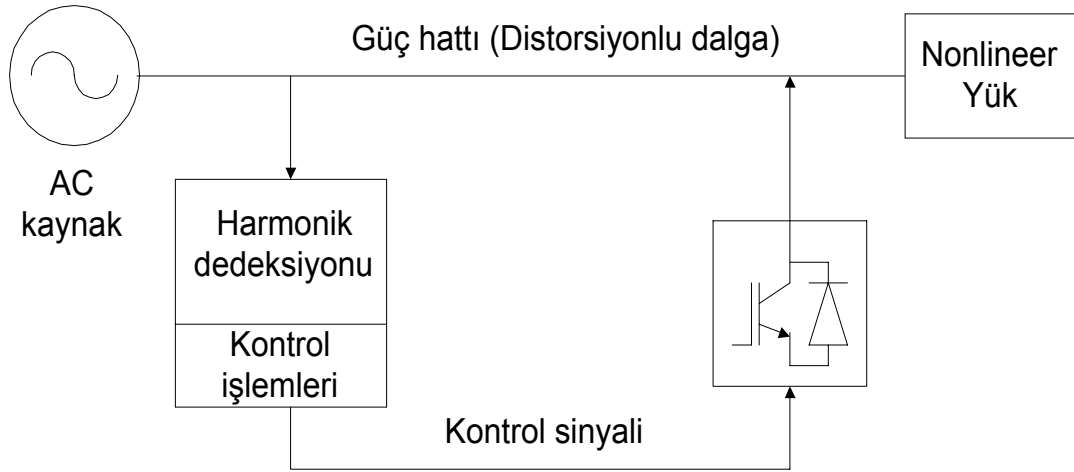 Güç hattı (Distorsiyonlu dalga)
Nonlineer
Yük
AC
kaynak
Harmonik
dedeksiyonu
Kontrol
işlemleri
Kontrol sinyali